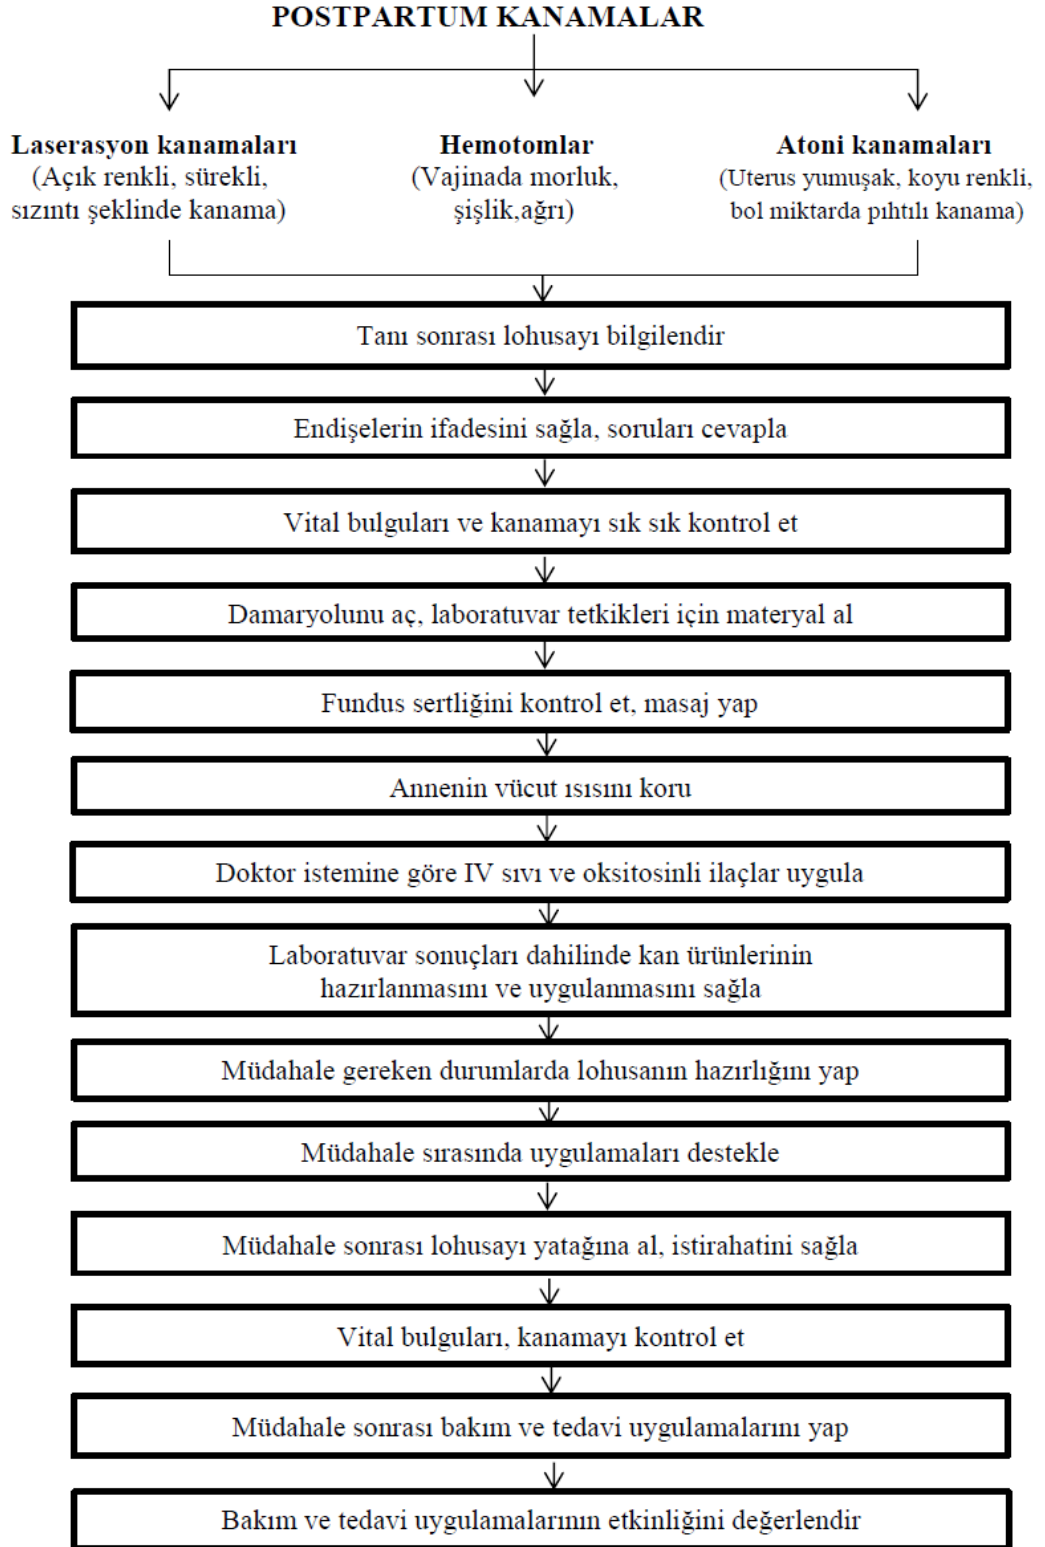 POSTPARTUM KANAMALAR
Laserasyon kanamaları
(Açık renkli, sürekli,
sızıntı şeklinde kanama)
Hemotomlar
(Vajinada morluk,
şişlik,ağrı)
Atoni kanamaları
(Uterus yumuşak, koyu renkli,
bol miktarda pıhtılı kanama)
Tanı sonrası lohusayı bilgilendir
Endişelerin ifadesini sağla, soruları cevapla
Vital bulguları ve kanamayı sık sık kontrol et
Damaryolunu aç, laboratuvar tetkikleri için materyal al
Fundus sertliğini kontrol et, masaj yap
Annenin vücut ısısını koru
Doktor istemine göre IV sıvı ve oksitosinli ilaçlar uygula
Laboratuvar sonuçları dahilinde kan ürünlerinin
hazırlanmasını ve uygulanmasını sağla
Müdahale gereken durumlarda lohusanın hazırlığını yap
Müdahale sırasında uygulamaları destekle
Müdahale sonrası lohusayı yatağına al, istirahatini sağla
Vital bulguları, kanamayı kontrol et
Müdahale sonrası bakım ve tedavi uygulamalarını yap
Bakım ve tedavi uygulamalarının etkinliğini değerlendir